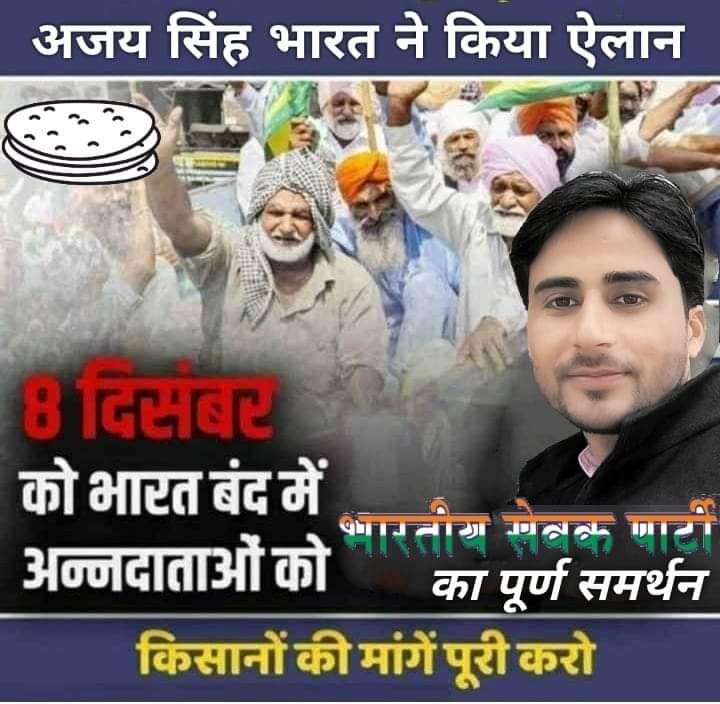 अजय सिंह भारत ने किया ऐलान
8 दिसंबर
को भारत बंद में
अन्नदाताओं को
भारतीय सेवक पार्टी
का पूर्ण समर्थन
किसानों की मांगें पूरी करो